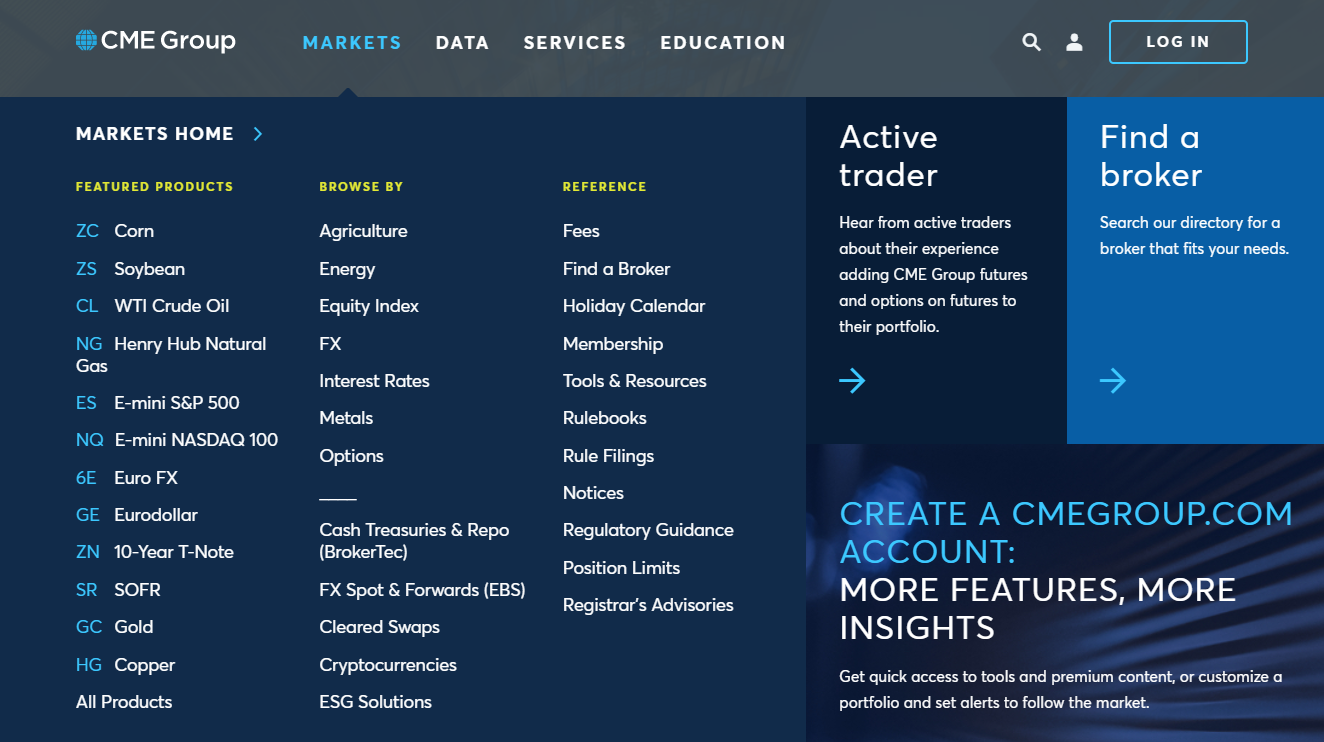 CME Group
MARKETS
DATA
SERVICES
EDUCATION
LOG IN
MARKETS HOME
FEATURED PRODUCTS
ZC Corn
ZS Soybean
CL WTI Crude Oil
NG Henry Hub Natural
Gas
ES E-mini S&P 500
NQ E-mini NASDAQ 100
6E Euro FX
GE Eurodollar
ZN 10-Year T-Note
SR SOFR
GC Gold
HG Copper
All Products
BROWSE BY
Agriculture
Energy
Equity Index
FX
Interest Rates
Metals
Options
____
Cash Treasuries & Repo
(BrokerTec)
FX Spot & Forwards (EBS)
Cleared Swaps
Cryptocurrencies
ESG Solutions
REFERENCE
Fees
Find a Broker
Holiday Calendar
Membership
Tools & Resources
Rulebooks
Rule Filings
Notices
Regulatory Guidance
Position Limits
Registrar's Advisories
Active
trader
Hear from active traders
about their experience
adding CME Group futures
and options on futures to
their portfolio.
Find a
broker
Search our directory for a
broker that fits your needs.
CREATE A CMEGROUP.COM
ACCOUNT:
MORE FEATURES, MORE
INSIGHTS
Get quick access to tools and premium content, or customize a
portfolio and set alerts to follow the market.